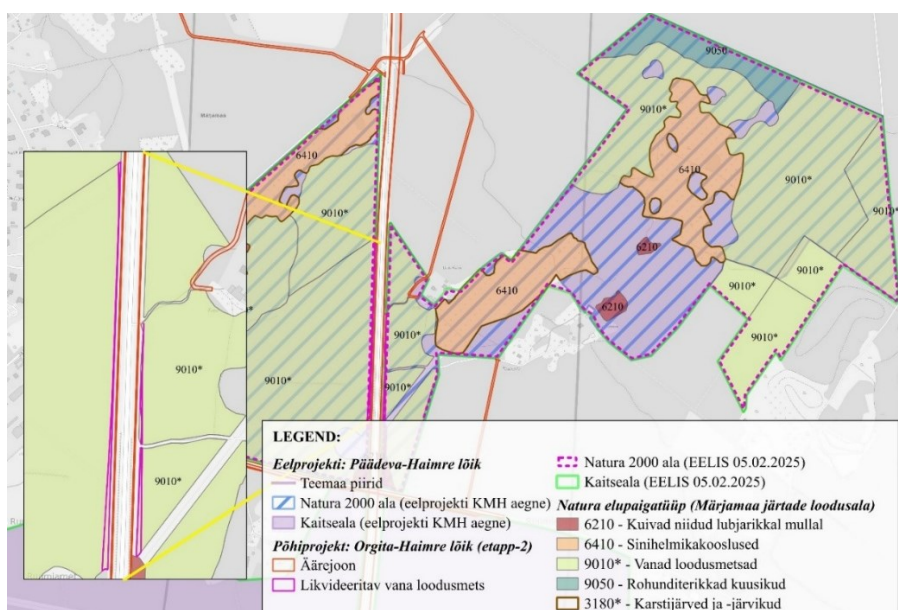 9050
9010*
6410
6410
9010*
9010*
9010*
6210
6410
6210
9010*
9010*
9010*
9010*
9010*
9010*
Märjamaa
LEGEND:
Eelprojekti: Päädeva-Haimre lõik
Teemaa piirid
Natura 2000 ala (eelprojekti KMH aegne)
Kaitseala (eelprojekti KMH aegne)
Põhiprojekt: Orgita-Haimre lõik (etapp-2)
Äärejoon
Likvideeritav vana loodusmets
Natura 2000 ala (EELIS 05.02.2025)
Kaitseala (EELIS 05.02.2025)
Natura elupaigatüüp (Märjamaa järtade loodusala)
6210 - Kuivad niidud lubjarikkal mullal
6410 - Sinihelmikakooslused
9010* - Vanad loodusmetsad
9050 - Rohunditerikkad kuusikud
3180* - Karstijärved ja -järvikud